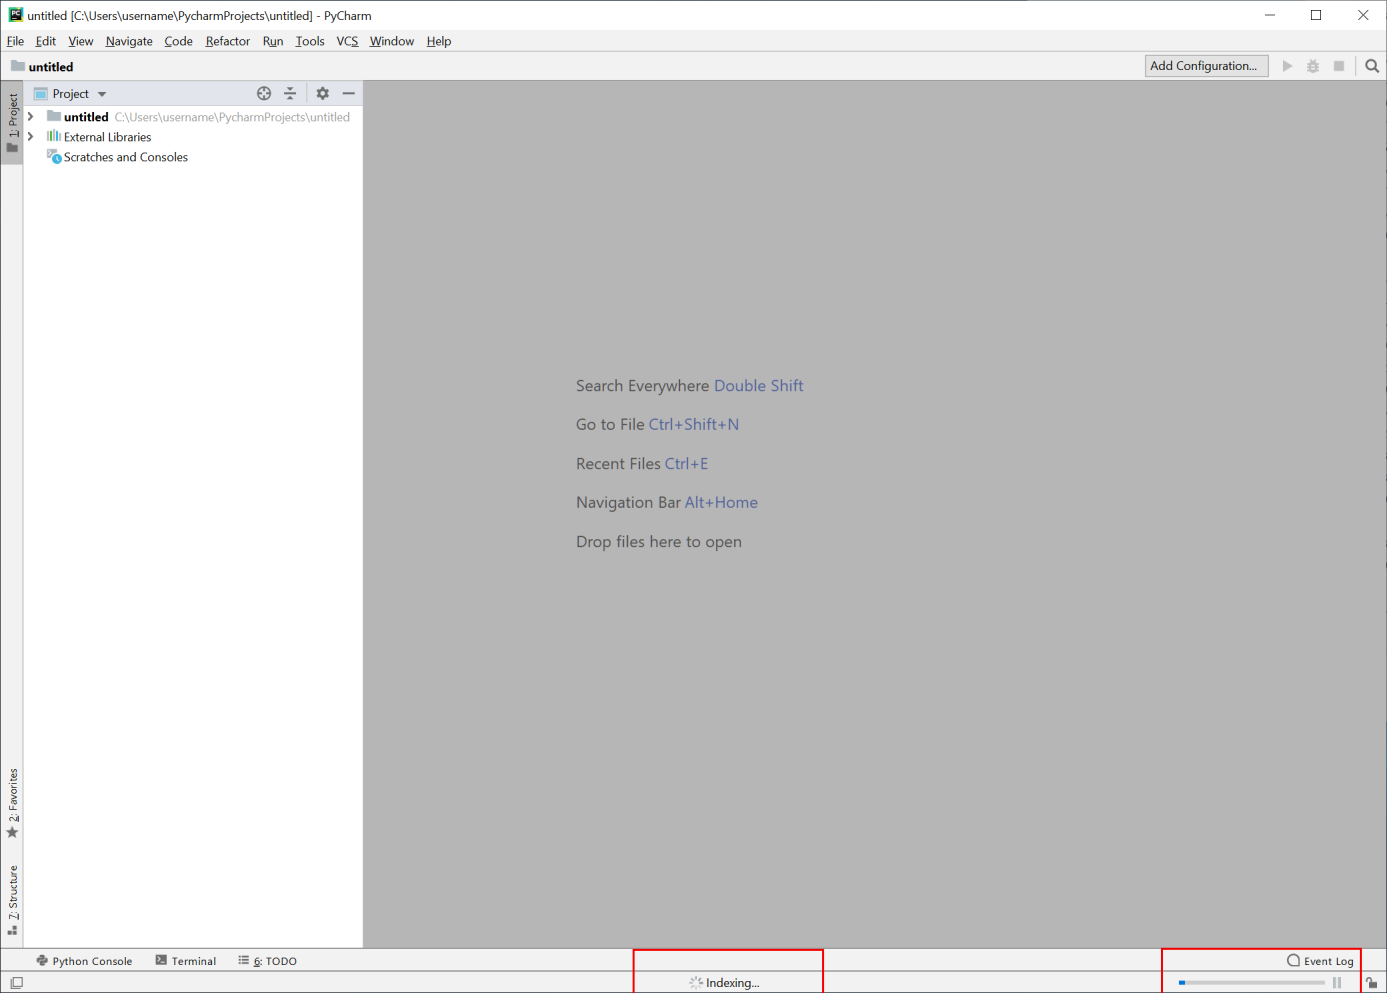 untitled [C:\Users\username\PycharmProjects\untitled] - PyCharm
File Edit View Navigate Code Refactor Run Tools VCS Window Help
untitled
Add Configuration...
1: Project
Project
untitled C:\Users\username\PycharmProjects\untitled
External Libraries
Scratches and Consoles
Search Everywhere Double Shift
Go to File Ctrl+Shift+N
Recent Files Ctrl+E
Navigation Bar Alt+Home
Drop files here to open
2: Favorites
7: Structure
Python Console Terminal 6: TODO
Event Log
Indexing...